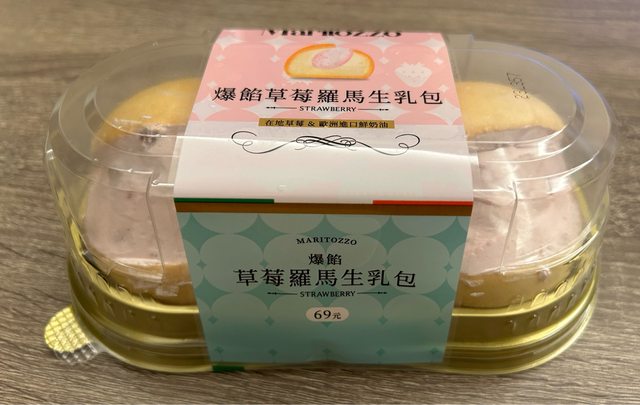 Maritozzo
爆餡草莓羅馬生乳包
STRAWBERRY
在地草莓 & 歐洲進口鮮奶油
MARITOZZO
爆餡
草莓羅馬生乳包
STRAWBERRY
69元